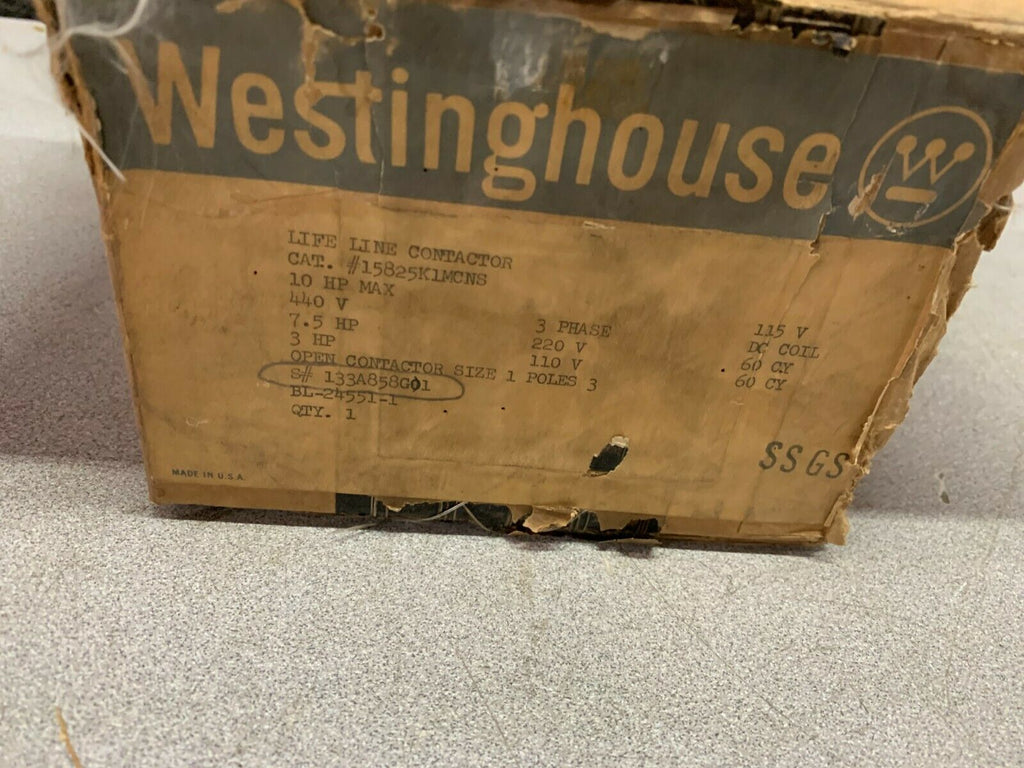 Westinghouse
W
LIFE LINE CONTACTOR
CAT. #15825K1MCNS
10 HP MAX
440 V 3 PHASE 115 V
7.5 HP 220 V DC COIL
3 HP 110 V 60 CY
OPEN CONTACTOR SIZE 1 POLES 3 60 CY
S# 133A858G01
BL-24551-1
QTY. 1
SSGS
MADE IN U.S.A.